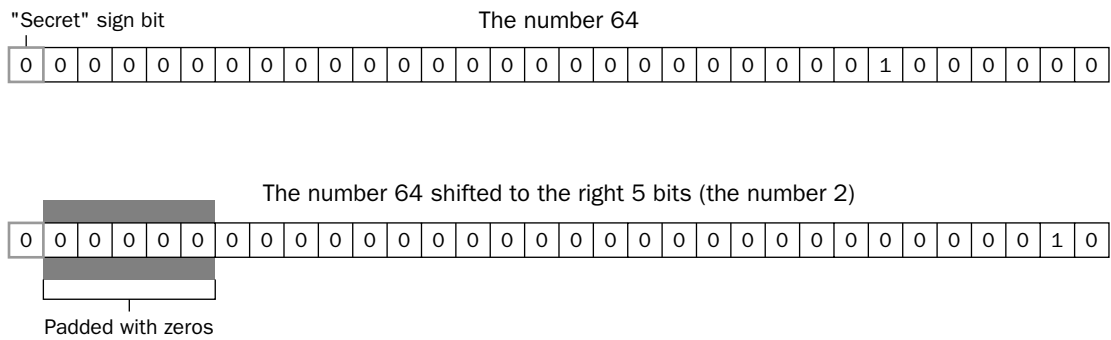 "Secret" sign bit
The number 64
0 0 0 0 0 0 0 0 0 0 0 0 0 0 0 0 0 0 0 0 0 0 0 0 0 1 0 0 0 0 0 0
The number 64 shifted to the right 5 bits (the number 2)
0 0 0 0 0 0 0 0 0 0 0 0 0 0 0 0 0 0 0 0 0 0 0 0 0 0 0 0 0 0 1 0
Padded with zeros